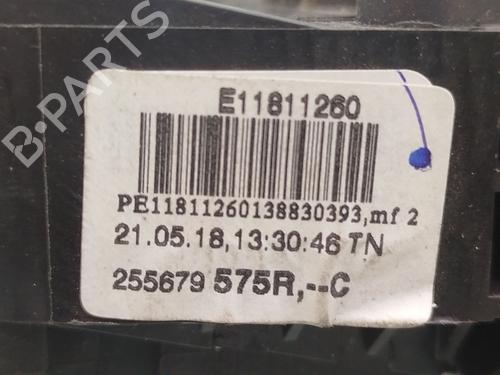 B-PARTS
E11811260
PE11811260138830393,mf 2
21.05.18,13:30:46 TN
255679 575R,--C